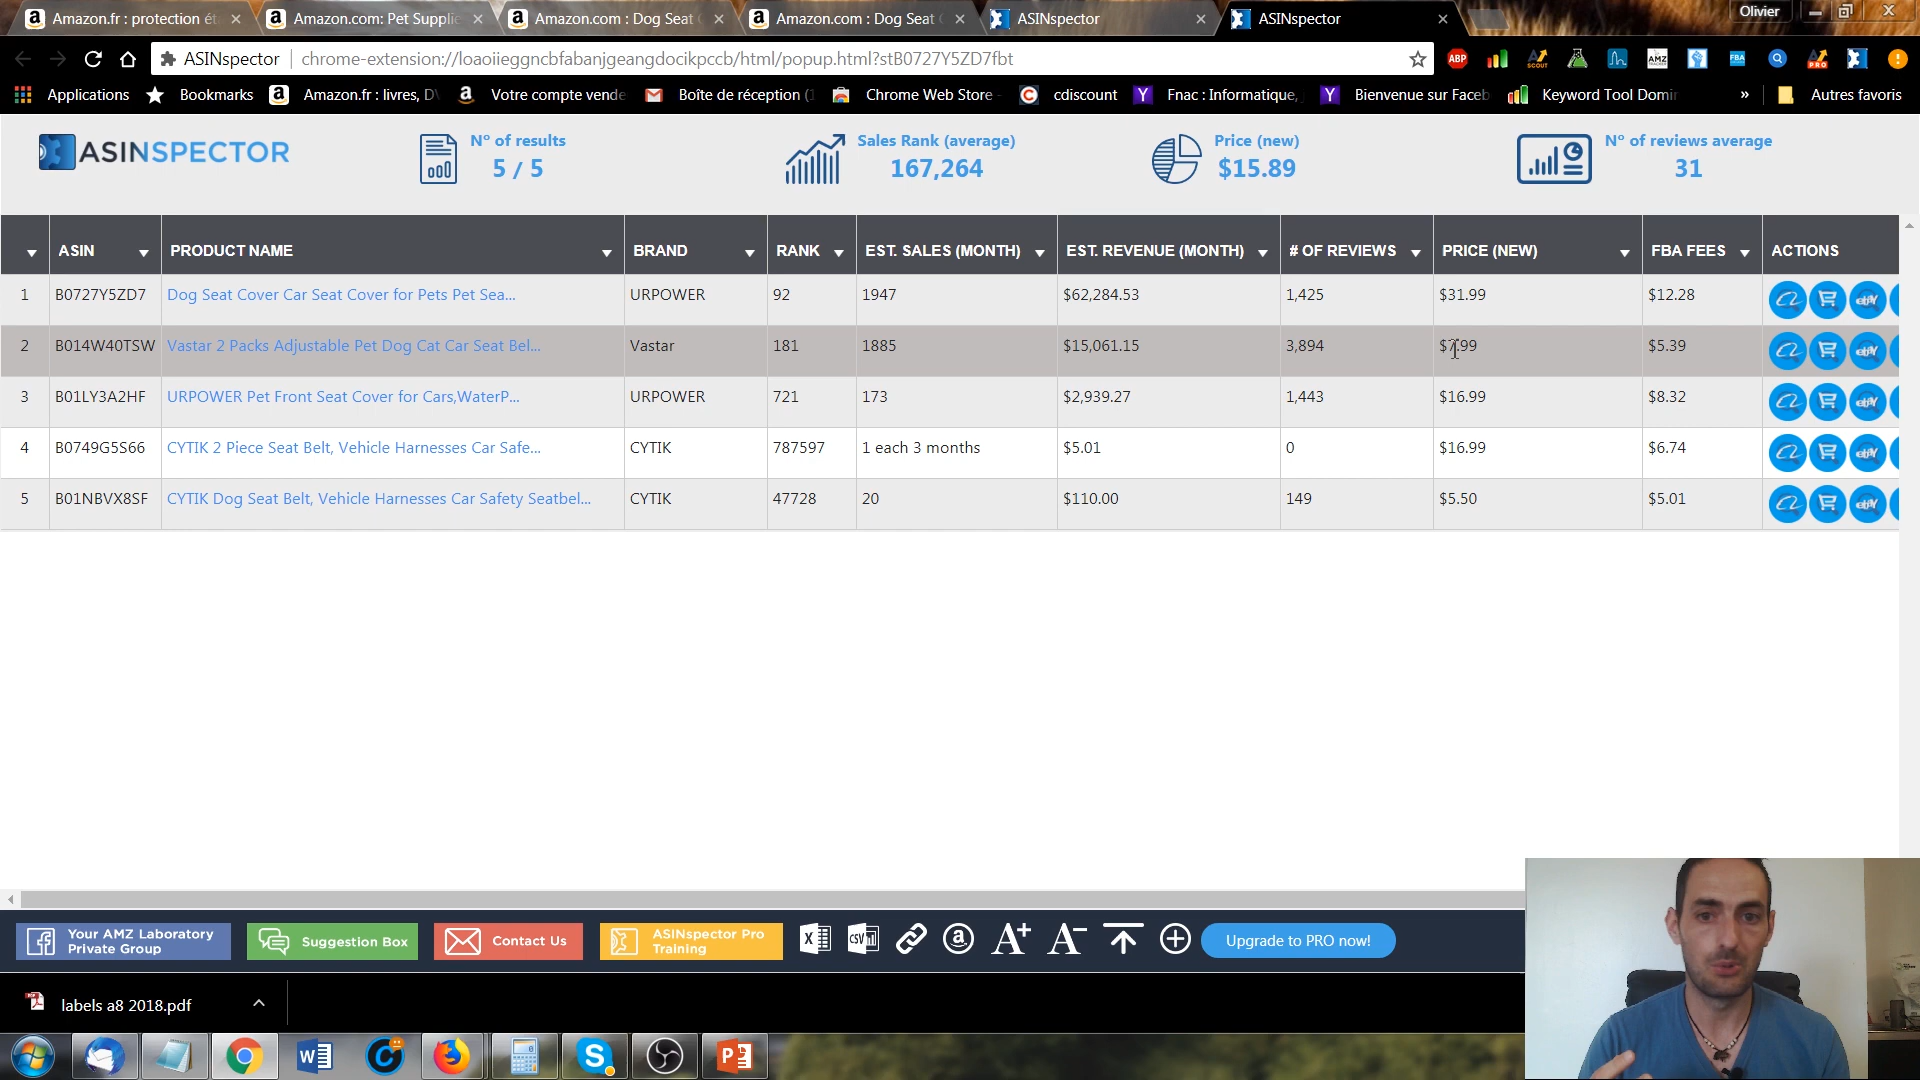 Amazon.fr : protection ét
Amazon.com: Pet Supplie
Amazon.com : Dog Seat
Amazon.com : Dog Seat C
ASINspector
ASINspector
Olivier
ASINspector
chrome-extension://loaoiieggncbfabanjgeangdocikpccb/html/popup.html?stB0727Y5ZD7fbt
Applications
Bookmarks
Amazon.fr : livres, D
Votre compte vende
Boîte de réception (
Chrome Web Store -
cdiscount
Fnac : Informatique,
Bienvenue sur Faceb
Keyword Tool Domi
»
Autres favoris
ASINSPECTOR
Nº of results
5 / 5
Sales Rank (average)
167,264
Price (new)
$15.89
Nº of reviews average
31
ASIN PRODUCT NAME BRAND RANK EST. SALES (MONTH) EST. REVENUE (MONTH) # OF REVIEWS PRICE (NEW) FBA FEES ACTIONS
1 B0727Y5ZD7 Dog Seat Cover Car Seat Cover for Pets Pet Sea... URPOWER 92 1947 $62,284.53 1,425 $31.99 $12.28
2 B014W40TSW Vastar 2 Packs Adjustable Pet Dog Cat Car Seat Bel... Vastar 181 1885 $15,061.15 3,894 $7.99 $5.39
3 B01LY3A2HF URPOWER Pet Front Seat Cover for Cars,WaterP... URPOWER 721 173 $2,939.27 1,443 $16.99 $8.32
4 B0749G5S66 CYTIK 2 Piece Seat Belt, Vehicle Harnesses Car Safe... CYTIK 787597 1 each 3 months $5.01 0 $16.99 $6.74
5 B01NBVX8SF CYTIK Dog Seat Belt, Vehicle Harnesses Car Safety Seatbel... CYTIK 47728 20 $110.00 149 $5.50 $5.01
Your AMZ Laboratory
Private Group
Suggestion Box
Contact Us
ASINspector Pro
Training
A+
A-
Upgrade to PRO now!
labels a8 2018.pdf